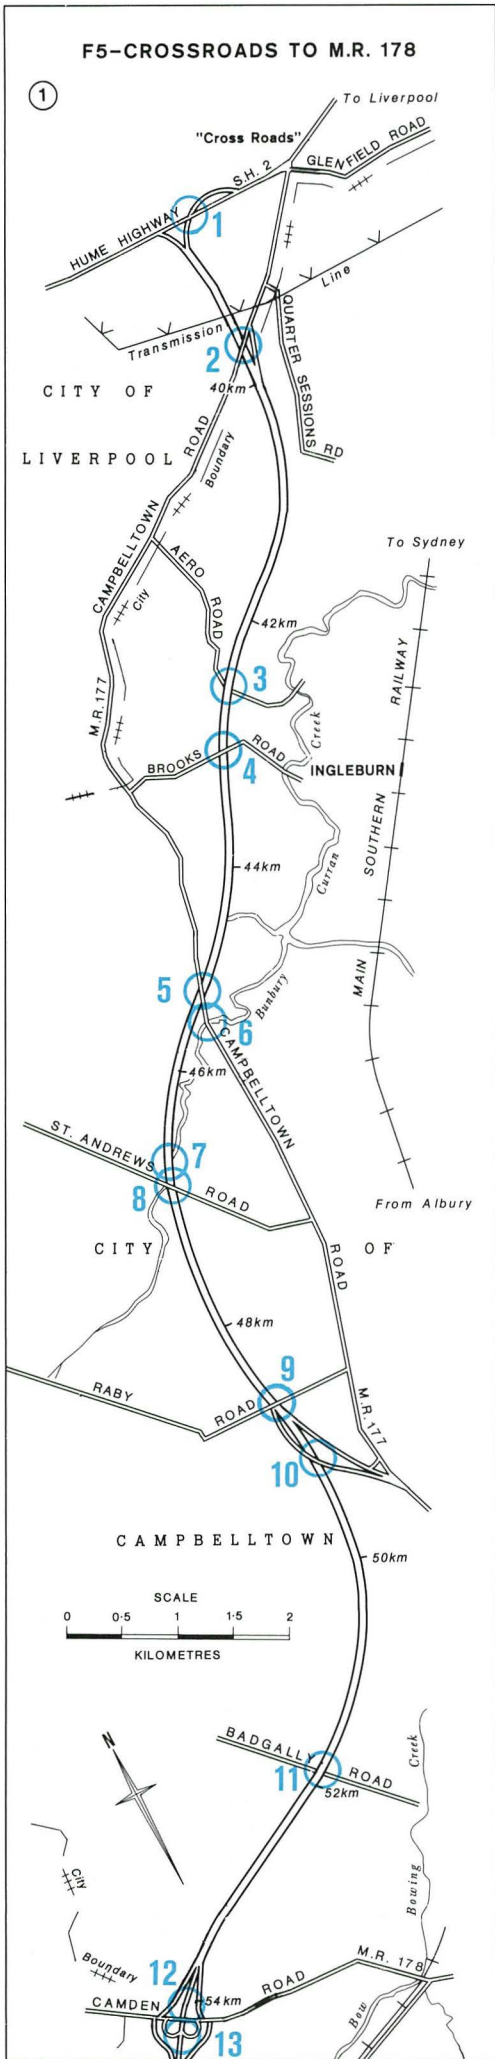 F5-CROSSROADS TO M.R. 178
1
To Liverpool
"Cross Roads"
GLENFIELD ROAD
S.H. 2
HUME HIGHWAY
1
Line
Transmission
2
QUARTER SESSIONS RD
40km
CITY OF
LIVERPOOL
Boundary
CAMPBELLTOWN ROAD
To Sydney
AERO ROAD
City
42km
M.R.177
3
Creek
RAILWAY
BROOKS ROAD
4
INGLEBURN
SOUTHERN
44km
Curran
MAIN
5
Bunbury
6
CAMPBELLTOWN
46km
ST. ANDREWS ROAD
7
8
From Albury
CITY OF
ROAD
48km
9
RABY ROAD
M.R.177
10
CAMPBELLTOWN
50km
SCALE
0 0·5 1 1·5 2
KILOMETRES
N
BADGALLY ROAD
Creek
11
52km
City
Bowing
Boundary
12
M.R. 178
CAMDEN ROAD
54km
Bow
13